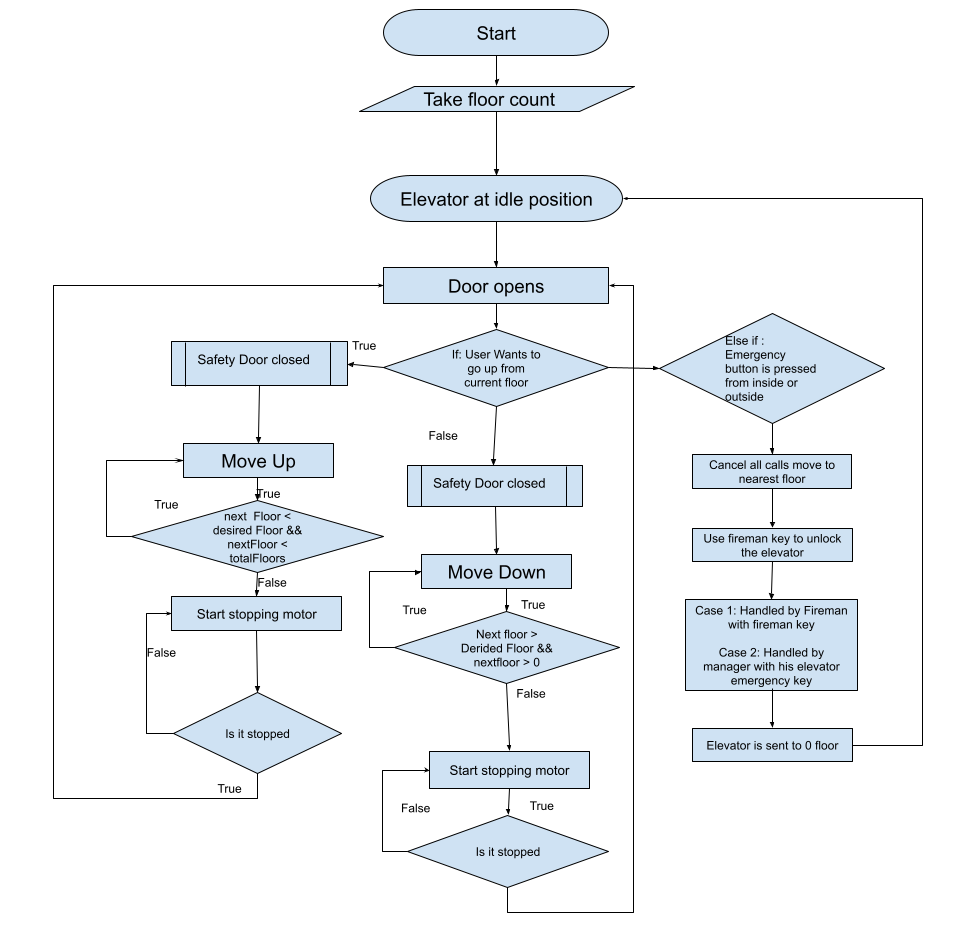 Start
Take floor count
Elevator at idle position
Door opens
If: User Wants to
go up from
current floor
True
Safety Door closed
Move Up
True
True
next Floor <
desired Floor &&
nextFloor <
totalFloors
False
Start stopping motor
False
Is it stopped
True
False
Safety Door closed
Move Down
True
True
Next floor >
Derided Floor &&
nextfloor > 0
False
Start stopping motor
False
True
Is it stopped
Else if :
Emergency
button is pressed
from inside or
outside
Cancel all calls move to
nearest floor
Use fireman key to unlock
the elevator
Case 1: Handled by Fireman
with fireman key
Case 2: Handled by
manager with his elevator
emergency key
Elevator is sent to 0 floor